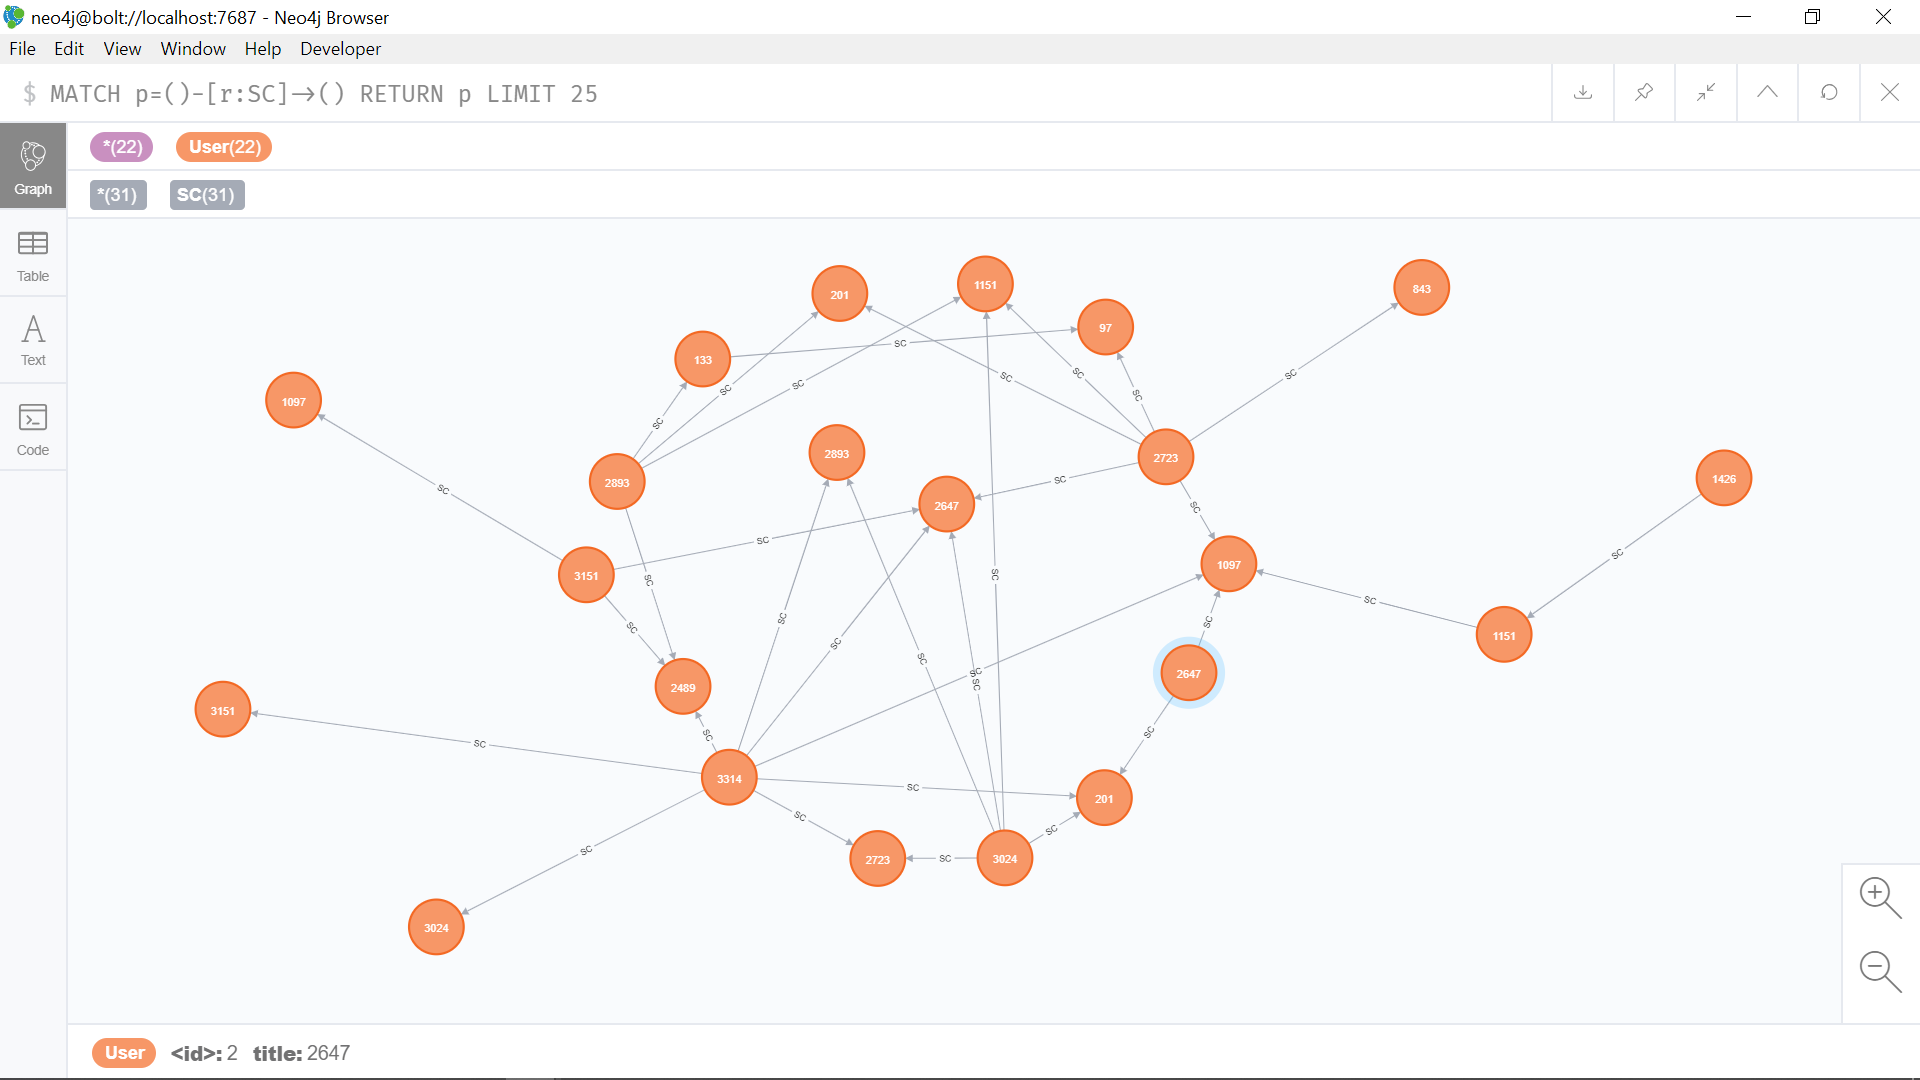 neo4j@bolt://localhost:7687 - Neo4j Browser
File Edit View Window Help Developer
$ MATCH p=()-[r:SC]->() RETURN p LIMIT 25
*(22) User(22)
*(31) SC(31)
Graph
Table
Text
Code
201
1151
843
97
133
SC
SC
SC
SC
SC
SC
SC
SC
1097
2893
2723
2893
SC
1426
SC
2647
SC
SC
SC
1097
SC
3151
SC
SC
SC
SC
SC
SC
SC
1151
SC
SC
2647
SC
SC
2489
3151
SC
SC
SC
3314
SC
201
SC
SC
SC
2723
SC
3024
3024
User <id>: 2 title: 2647